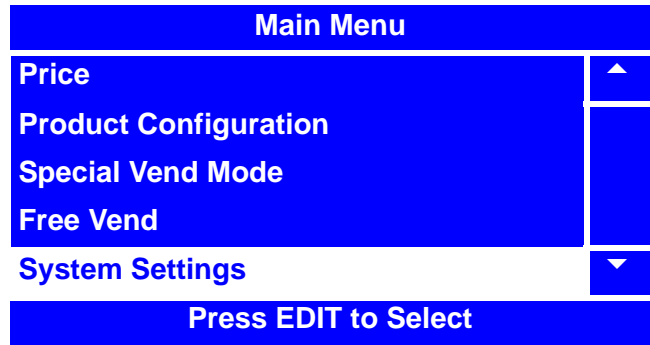 Main Menu
Price
Product Configuration
Special Vend Mode
Free Vend
System Settings
Press EDIT to Select